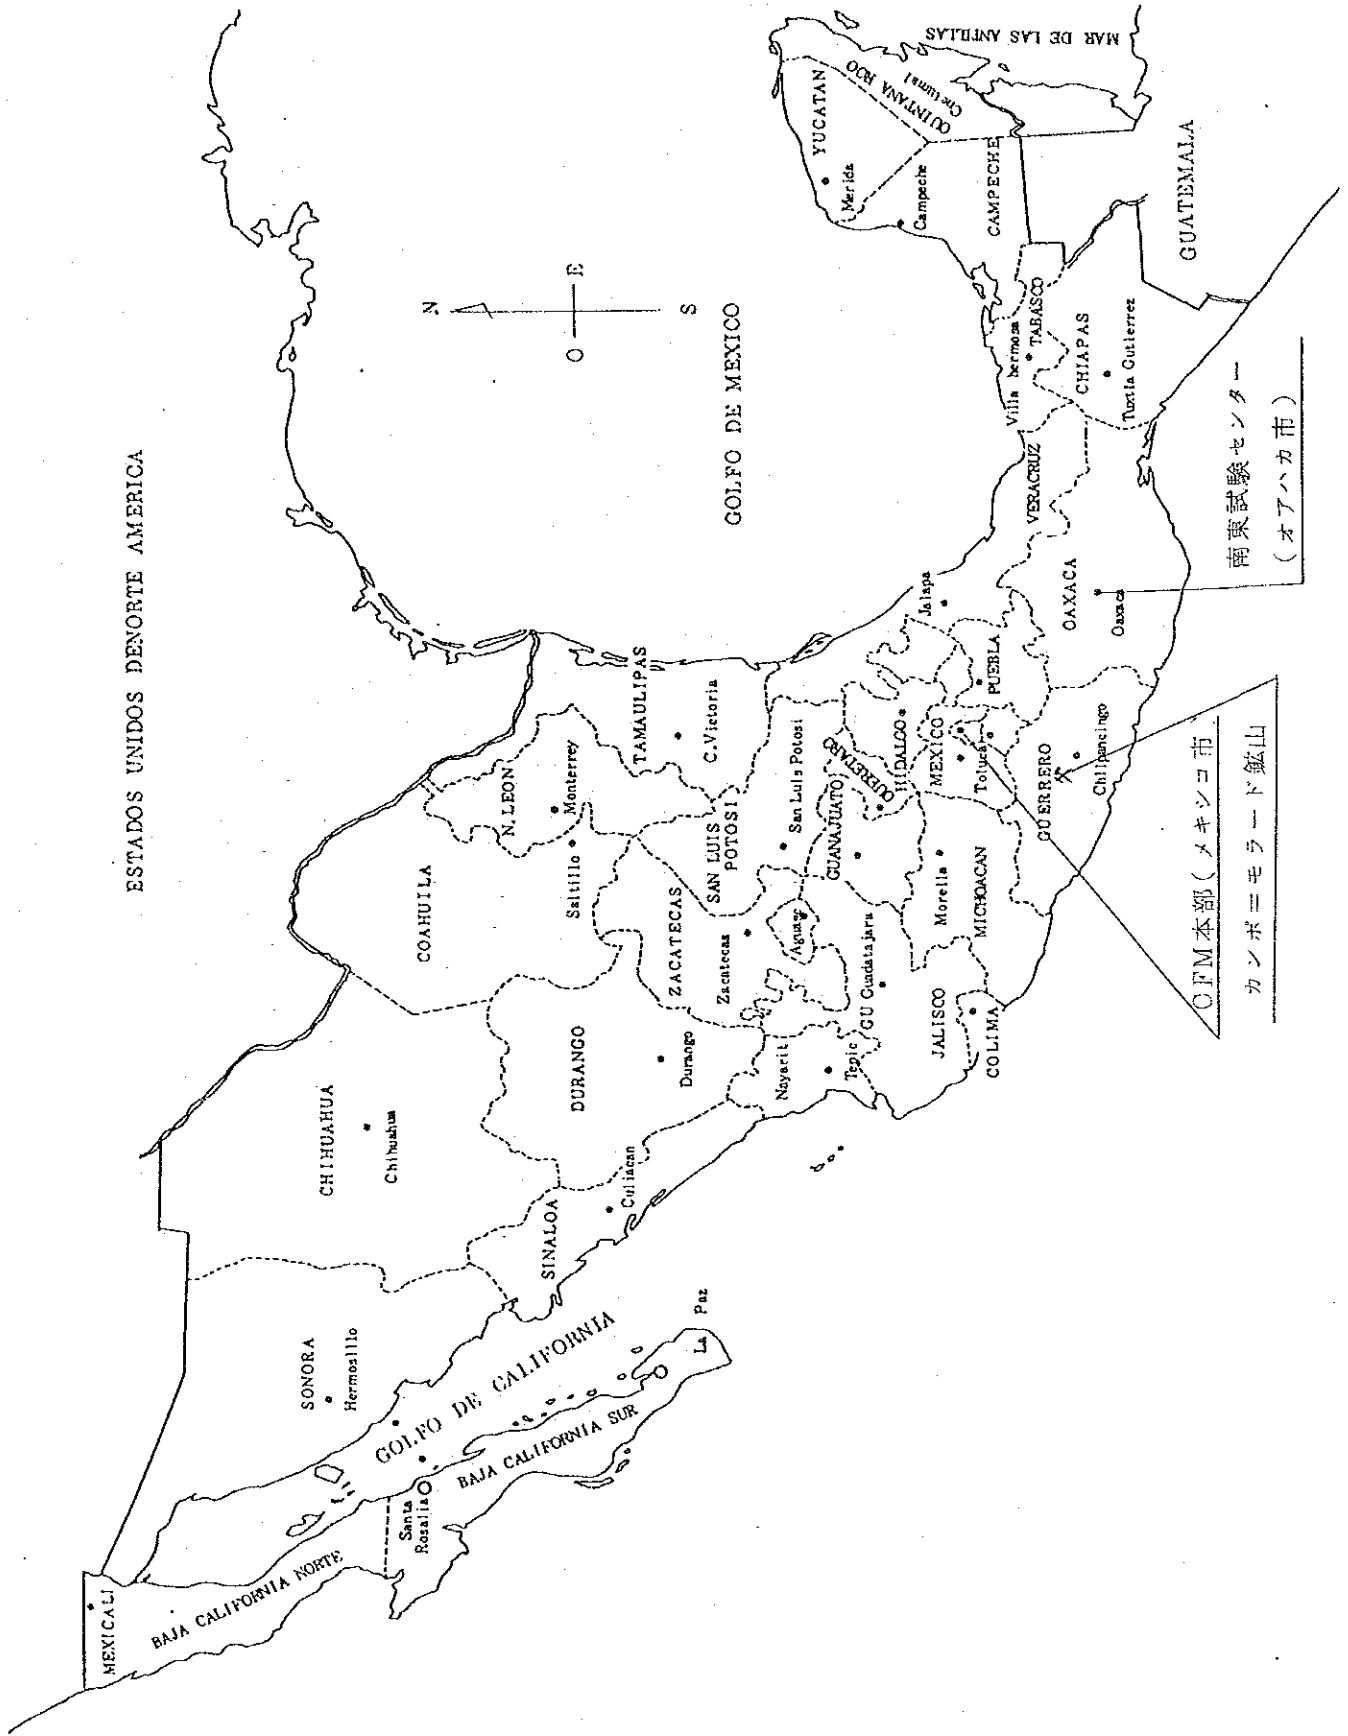 ESTADOS UNIDOS DENORTE AMERICA
MEXICALI
BAJA CALIFORNIA NORTE
SONORA
Hermosillo
CHIHUAHUA
Chihuahua
COAHUILA
Saltillo
N. LEON
Monterrey
TAMAULIPAS
C.Victoria
Santa
Rosalia
GOLFO DE CALIFORNIA
BAJA CALIFORNIA SUR
La Paz
SINALOA
Culiacan
DURANGO
Durango
ZACATECAS
Zacatecas
SAN LUIS
POTOSI
San Luis Potosi
N
O
E
S
GOLFO DE MEXICO
Nayarit
Tepic
Aguasc
GU Guadatajara
JALISCO
COLIMA
GUANAJUATO
QUERETARO
HIDALGO
Morella
MICHOACAN
MEXICO
Toluca
PUEBLA
Jalapa
VERACRUZ
GUERRERO
Chilpancingo
OAXACA
Oaxaca
Villa hermosa
TABASCO
CHIAPAS
Tuxtla Gutierrez
YUCATAN
Merida
Campeche
CAMPECHE
QUINTANA ROO
MAR DE LAS ANTILLAS
GUATEMALA
CFM本部(メキシコ市)
カンポ=モラード鉱山
南東試験センター
(オアハカ市)